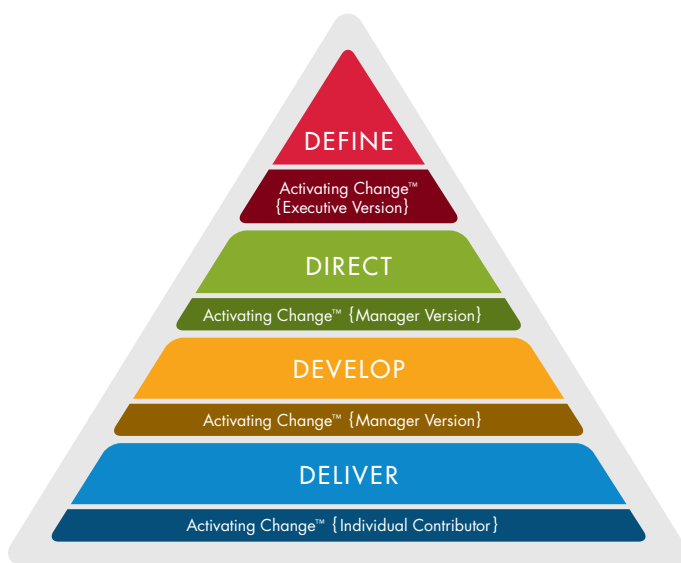 DEFINE
Activating Change™
{Executive Version}
DIRECT
Activating Change™ {Manager Version}
DEVELOP
Activating Change™ {Manager Version}
DELIVER
Activating Change™ {Individual Contributor}